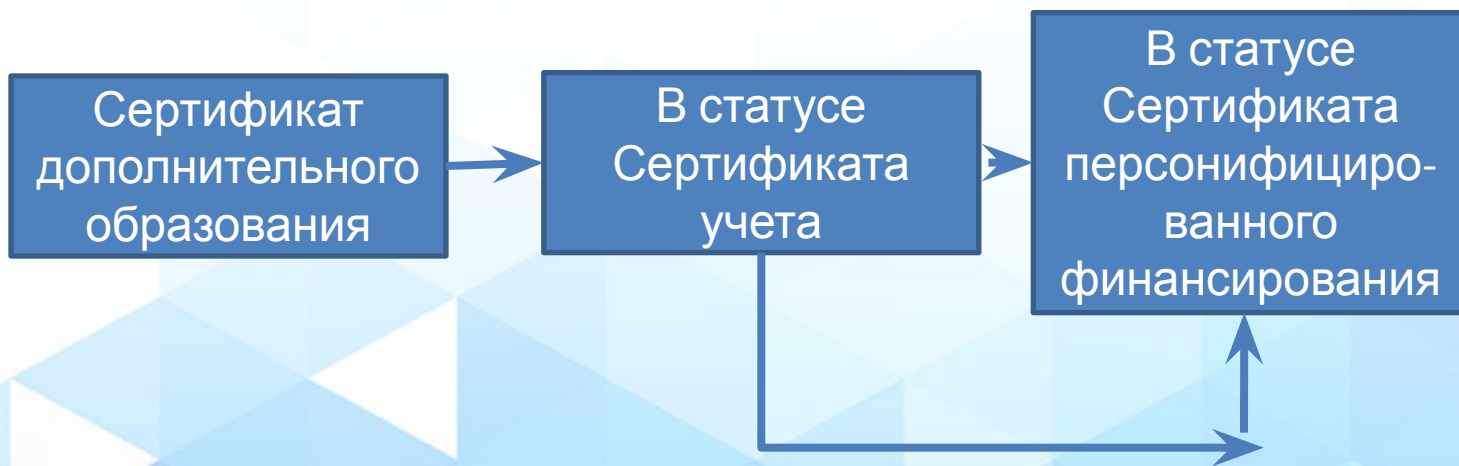 Сертификат
дополнительного
образования
В статусе
Сертификата
учета
В статусе
Сертификата
персонифициро-
ванного
финансирования